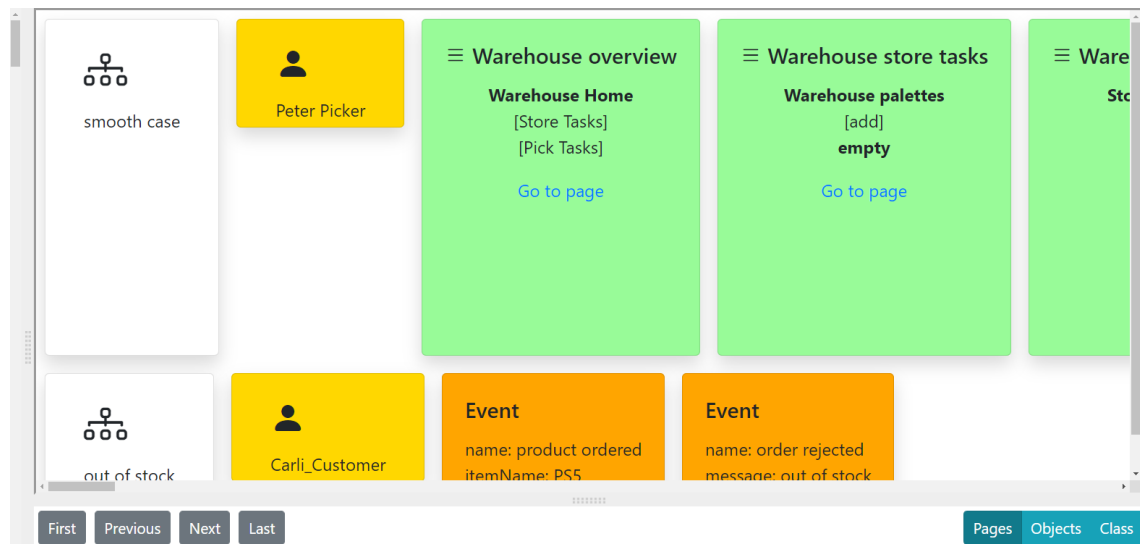 smooth case
Peter Picker
Warehouse overview
Warehouse Home
[Store Tasks]
[Pick Tasks]
Go to page
Warehouse store tasks
Warehouse palettes
[add]
empty
Go to page
Ware
Sto
out of stock
Carli_Customer
Event
name: product ordered
itemName: PS5
Event
name: order rejected
message: out of stock
First Previous Next Last
Pages Objects Class